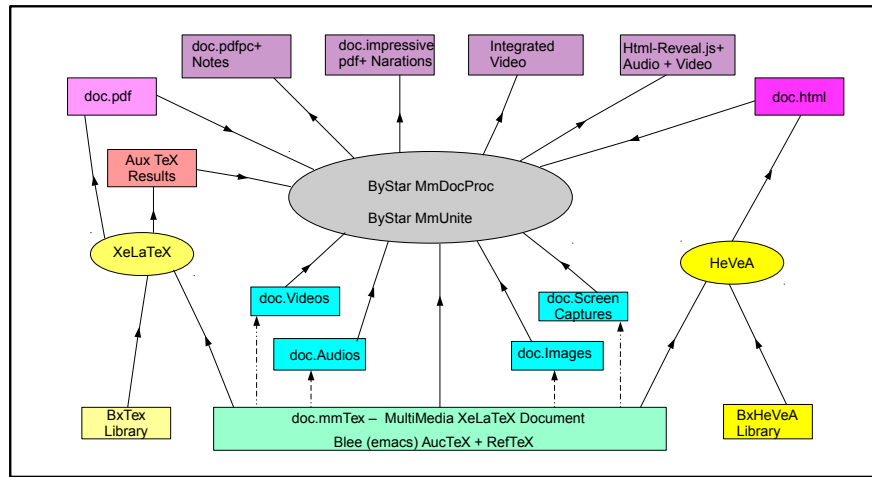 doc.pdfpc+
Notes
doc.impressive
pdf+ Narations
Integrated
Video
Html-Reveal.js+
Audio + Video
doc.pdf
doc.html
Aux TeX
Results
ByStar MmDocProc
ByStar MmUnite
XeLaTeX
HeVeA
doc.Videos
doc.Screen
Captures
doc.Audios
doc.Images
BxTex
Library
doc.mmTex – MultiMedia XeLaTeX Document
Blee (emacs) AucTeX + RefTeX
BxHeVeA
Library